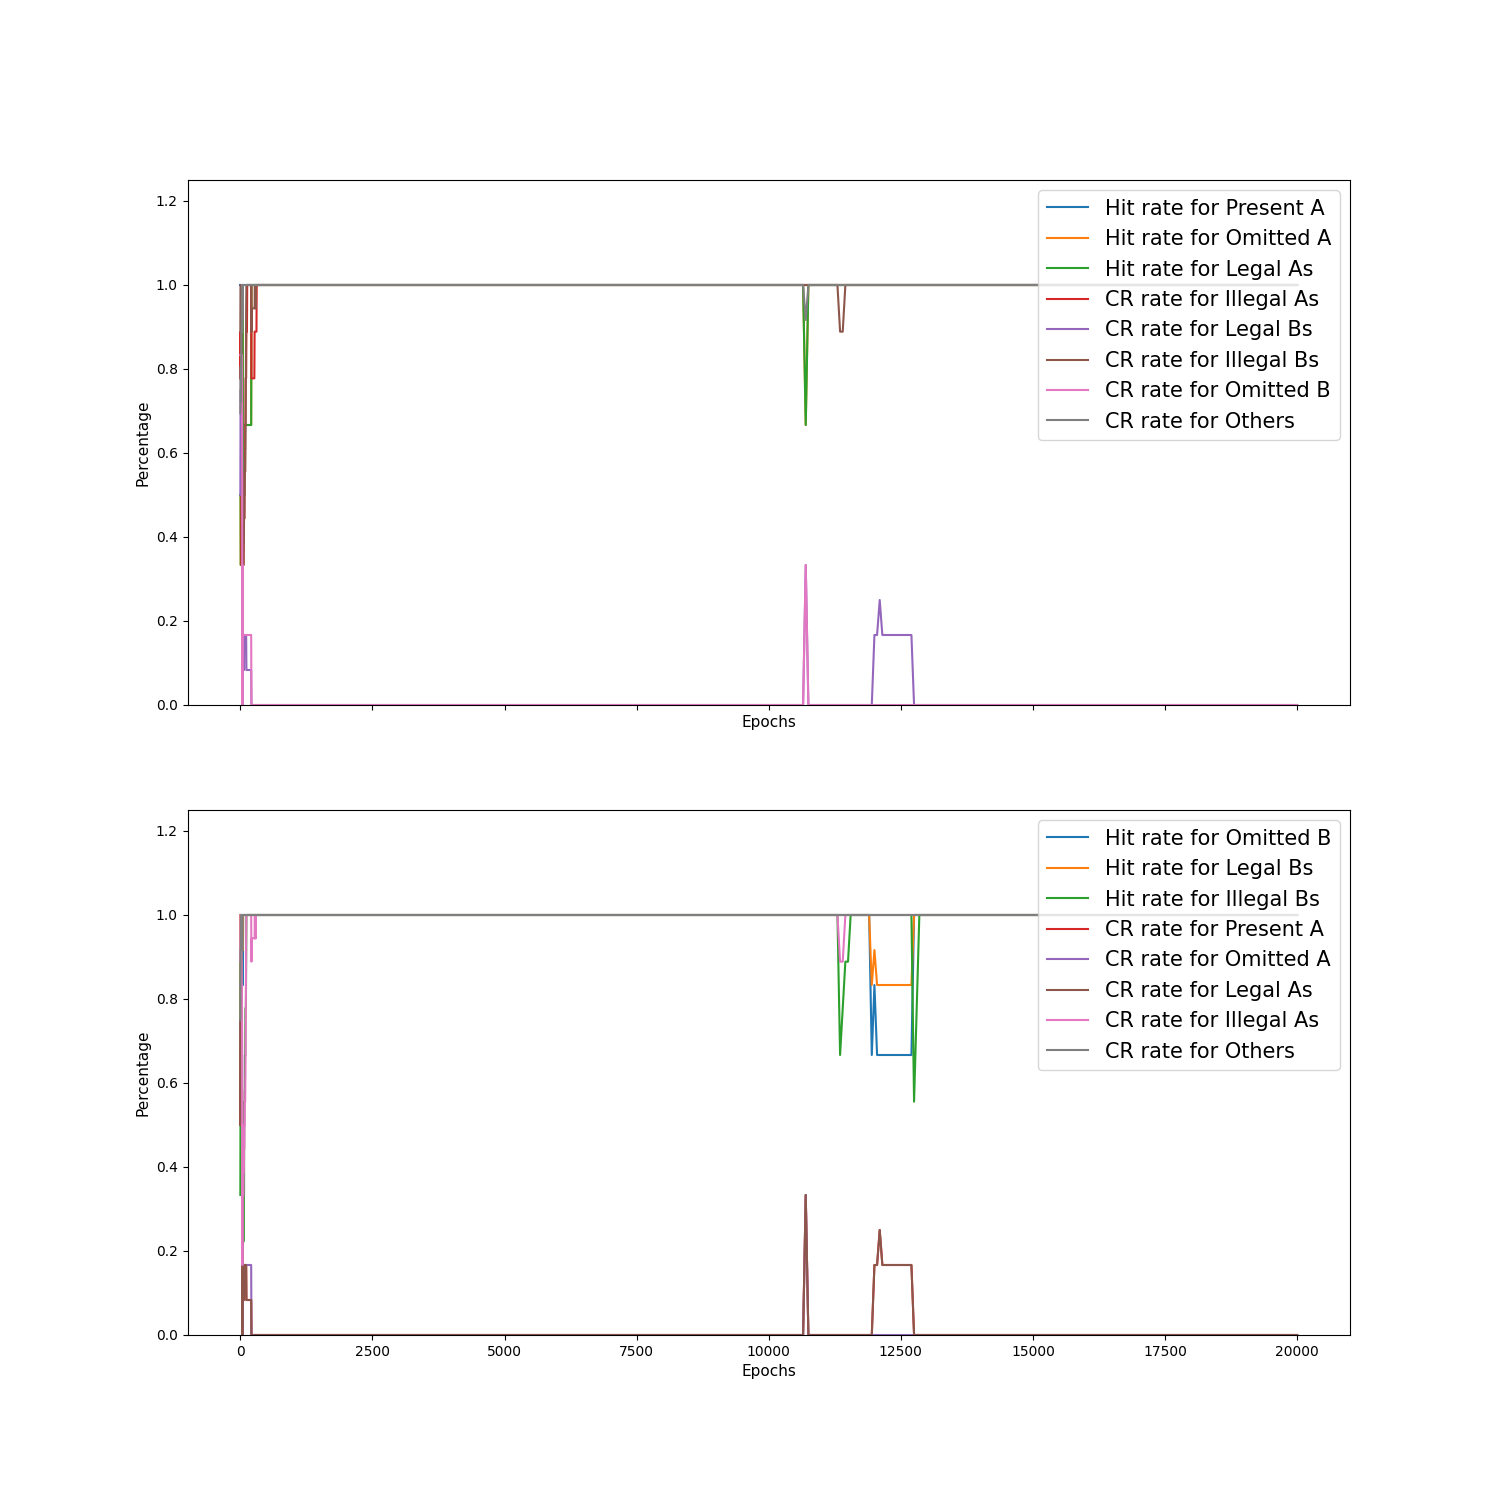 1.2
1.0
0.8
0.6
0.4
0.2
0.0
Percentage
Epochs
Hit rate for Present A
Hit rate for Omitted A
Hit rate for Legal As
CR rate for Illegal As
CR rate for Legal Bs
CR rate for Illegal Bs
CR rate for Omitted B
CR rate for Others
1.2
1.0
0.8
0.6
0.4
0.2
0.0
Percentage
0 2500 5000 7500 10000 12500 15000 17500 20000
Epochs
Hit rate for Omitted B
Hit rate for Legal Bs
Hit rate for Illegal Bs
CR rate for Present A
CR rate for Omitted A
CR rate for Legal As
CR rate for Illegal As
CR rate for Others